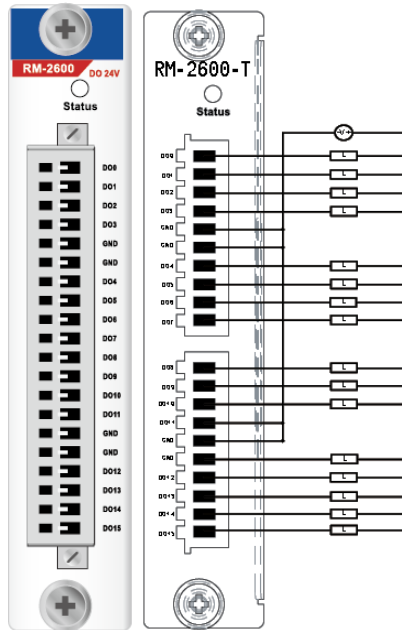 RM-2600
DO 24V
Status
DO0
DO1
DO2
DO3
GND
GND
DO4
DO5
DO6
DO7
DO8
DO9
DO10
DO11
GND
GND
DO12
DO13
DO14
DO15
RM-2600-T
Status
DO0 L
DO1 L
DO2 L
DO3 L
GND
GND
DO4 L
DO5 L
DO6 L
DO7 L
DO8 L
DO9 L
DO10 L
DO11
GND
GND L
DO12 L
DO13 L
DO14 L
DO15 L